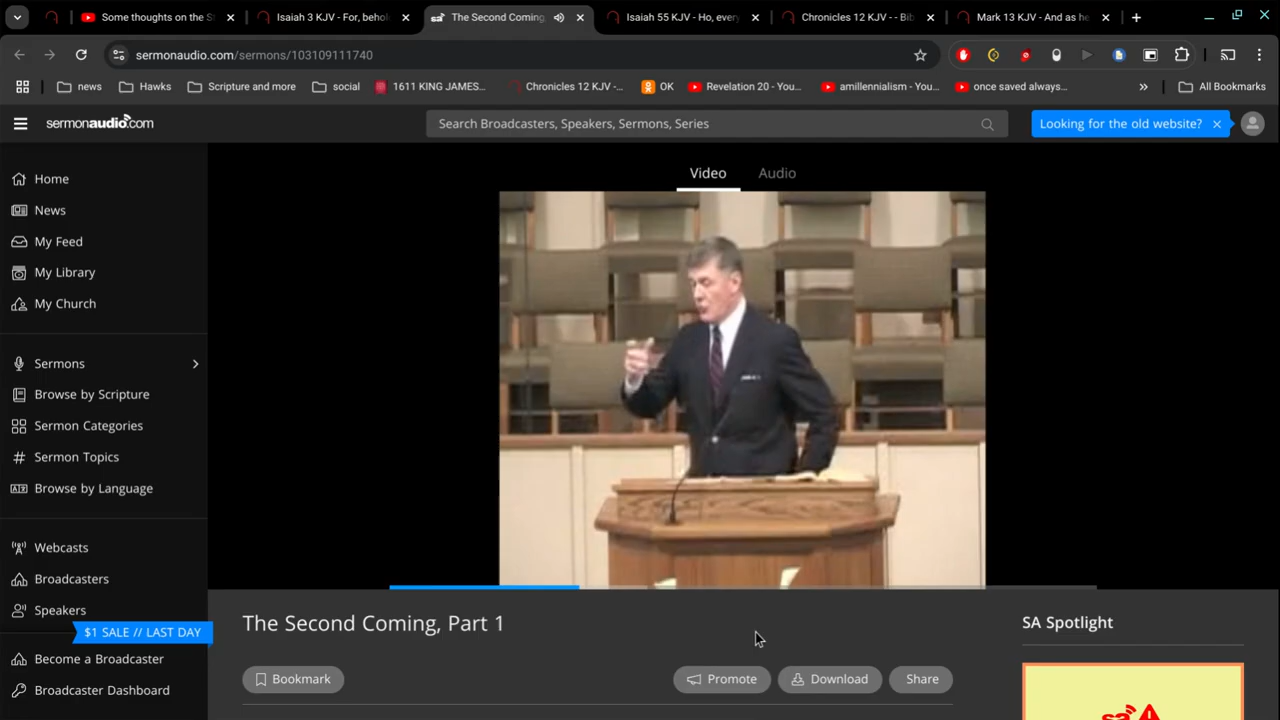 Some thoughts on the S
Isaiah 3 KJV - For, behol
The Second Coming,
Isaiah 55 KJV - Ho, every
Chronicles 12 KJV - - Bib
Mark 13 KJV - And as he
sermonaudio.com/sermons/103109111740
news
Hawks
Scripture and more
social
1611 KING JAMES...
Chronicles 12 KJV -...
OK
Revelation 20 - You...
amillennialism - You...
once saved always...
All Bookmarks
sermonaudio.com
Search Broadcasters, Speakers, Sermons, Series
Looking for the old website?
Home
News
My Feed
My Library
My Church
Sermons
Browse by Scripture
Sermon Categories
Sermon Topics
Browse by Language
Webcasts
Broadcasters
Speakers
$1 SALE // LAST DAY
Become a Broadcaster
Broadcaster Dashboard
Video
Audio
The Second Coming, Part 1
Bookmark
Promote
Download
Share
SA Spotlight
sa